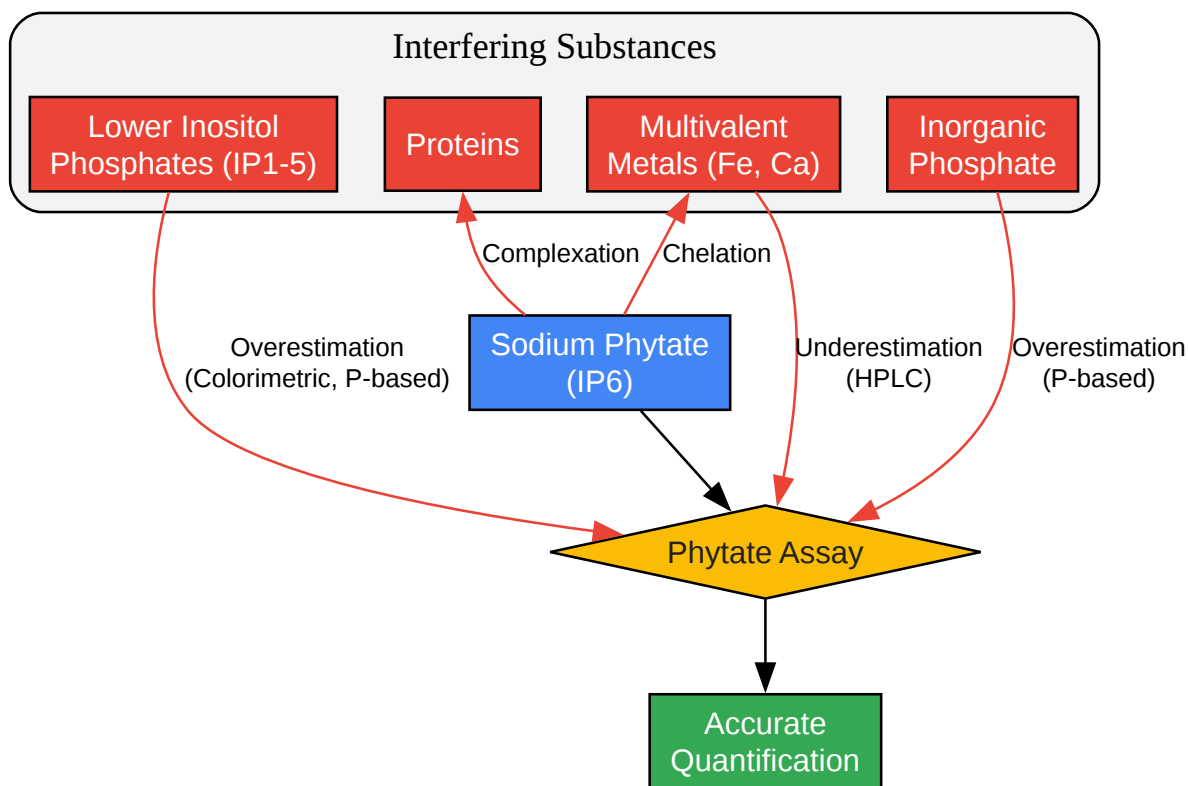 Interfering Substances
Lower Inositol
Phosphates (IP1-5)
Proteins
Multivalent
Metals (Fe, Ca)
Inorganic
Phosphate
Complexation
Chelation
Sodium Phytate
(IP6)
Overestimation
(Colorimetric, P-based)
Underestimation
(HPLC)
Overestimation
(P-based)
Phytate Assay
Accurate
Quantification